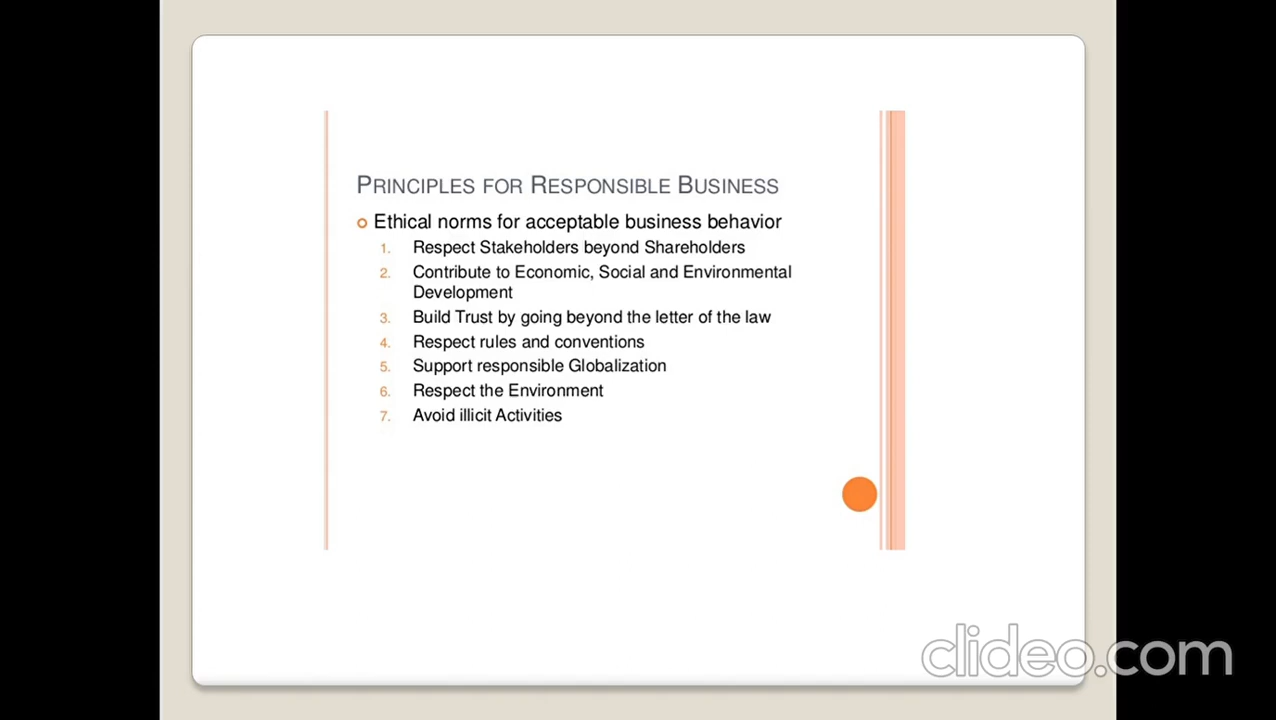 PRINCIPLES FOR RESPONSIBLE BUSINESS
Ethical norms for acceptable business behavior
1. Respect Stakeholders beyond Shareholders
2. Contribute to Economic, Social and Environmental
Development
3. Build Trust by going beyond the letter of the law
4. Respect rules and conventions
5. Support responsible Globalization
6. Respect the Environment
7. Avoid illicit Activities
clideo.com